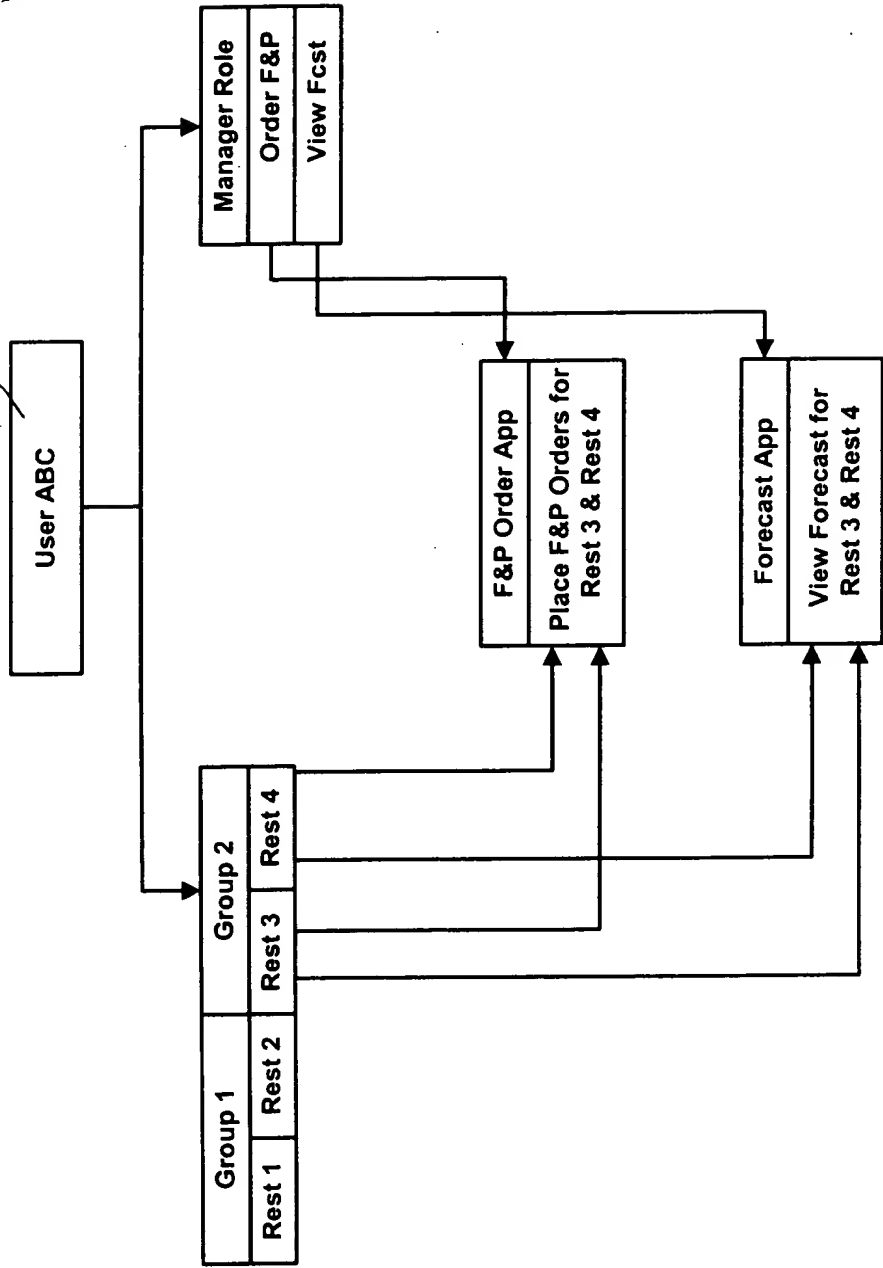 User ABC
Group 1
Group 2
Rest 1
Rest 2
Rest 3
Rest 4
Manager Role
Order F&P
View Fcst
F&P Order App
Place F&P Orders for
Rest 3 & Rest 4
Forecast App
View Forecast for
Rest 3 & Rest 4